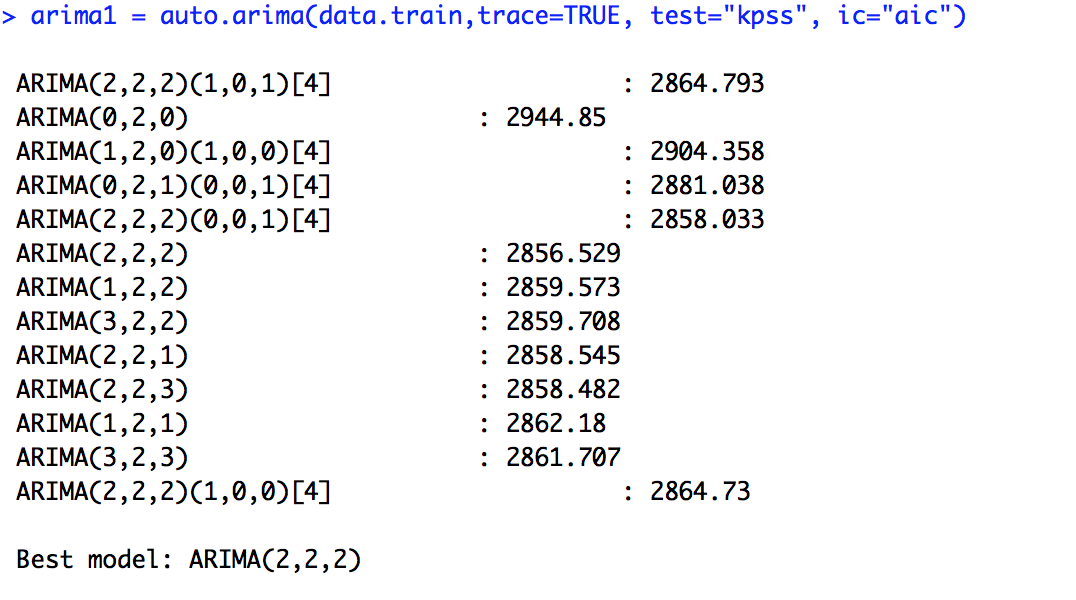 > arima1 = auto.arima(data.train,trace=TRUE, test="kpss", ic="aic")
ARIMA(2,2,2)(1,0,1)[4] : 2864.793
ARIMA(0,2,0) : 2944.85
ARIMA(1,2,0)(1,0,0)[4] : 2904.358
ARIMA(0,2,1)(0,0,1)[4] : 2881.038
ARIMA(2,2,2)(0,0,1)[4] : 2858.033
ARIMA(2,2,2) : 2856.529
ARIMA(1,2,2) : 2859.573
ARIMA(3,2,2) : 2859.708
ARIMA(2,2,1) : 2858.545
ARIMA(2,2,3) : 2858.482
ARIMA(1,2,1) : 2862.18
ARIMA(3,2,3) : 2861.707
ARIMA(2,2,2)(1,0,0)[4] : 2864.73
Best model: ARIMA(2,2,2)